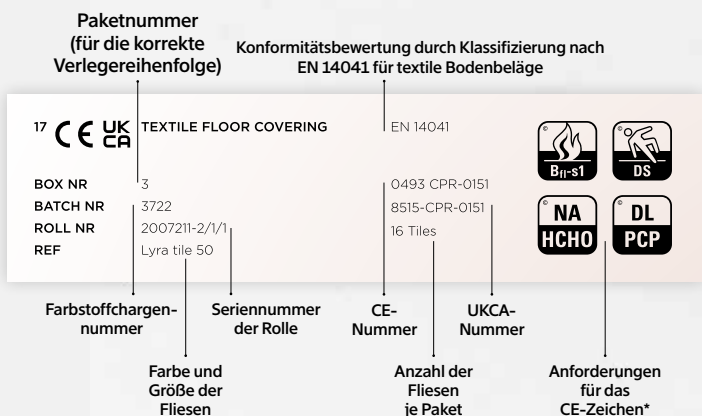 Paketnummer
(für die korrekte
Verlegereihenfolge)
Konformitätsbewertung durch Klassifizierung nach
EN 14041 für textile Bodenbeläge
17 CE UK CA TEXTILE FLOOR COVERING EN 14041
BOX NR 3 0493 CPR-0151
BATCH NR 3722 8515-CPR-0151
ROLL NR 2007211-2/1/1 16 Tiles
REF Lyra tile 50
© Bfl-s1
© DS
© NA HCHO
© DL PCP
Farbstoffchargen-
nummer
Seriennummer
der Rolle
CE-
Nummer
UKCA-
Nummer
Farbe und
Größe der
Fliesen
Anzahl der
Fliesen
je Paket
Anforderungen
für das
CE-Zeichen*